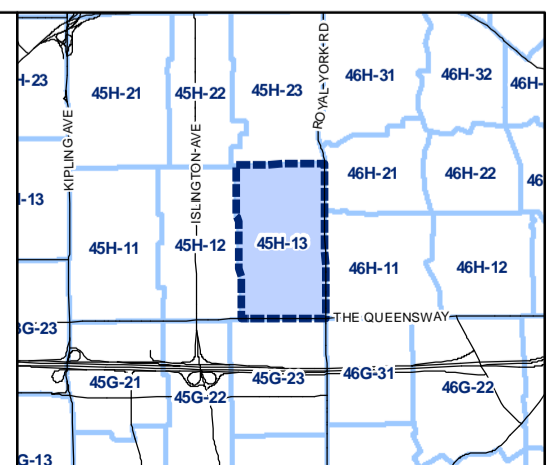 H-23
45H-21
45H-22
45H-23
46H-31
46H-32
46H-
KIPLING AVE
ISLINGTON AVE
ROYAL YORK RD
I-13
46H-21
46H-22
46
45H-11
45H-12
45H-13
46H-11
46H-12
THE QUEENSWAY
G-23
45G-21
45G-22
45G-23
46G-31
46G-22
G-13